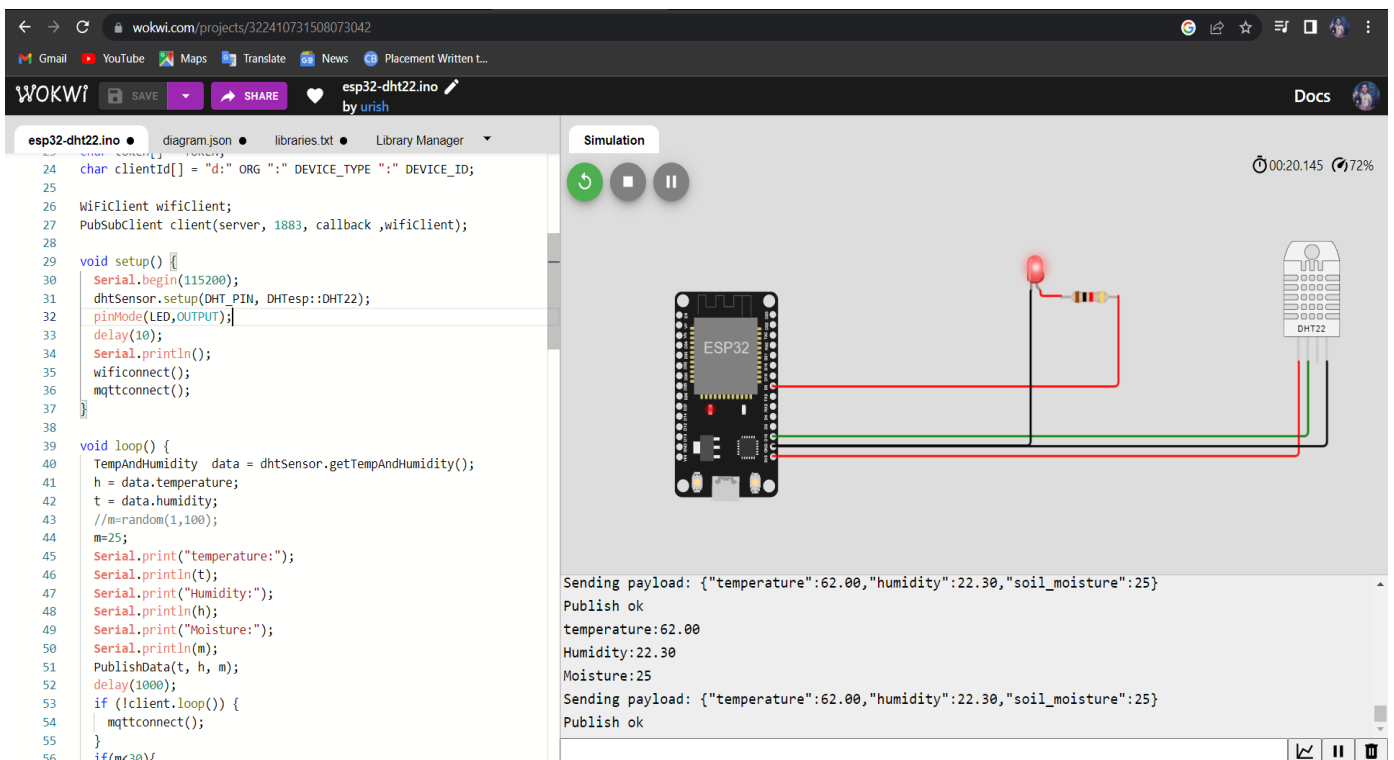 wokwi.com/projects/322410731508073042
Gmail YouTube Maps Translate News Placement Written t...
WOKWI SAVE SHARE esp32-dht22.ino
by urish
Docs
esp32-dht22.ino diagram.json libraries.txt Library Manager
24 char clientId[] = "d:" ORG ":" DEVICE_TYPE ":" DEVICE_ID;
25
26 WiFiClient wifiClient;
27 PubSubClient client(server, 1883, callback ,wifiClient);
28
29 void setup() {
30 Serial.begin(115200);
31 dhtSensor.setup(DHT_PIN, DHTesp::DHT22);
32 pinMode(LED,OUTPUT);
33 delay(10);
34 Serial.println();
35 wificonnect();
36 mqttconnect();
37 }
38
39 void loop() {
40 TempAndHumidity data = dhtSensor.getTempAndHumidity();
41 h = data.temperature;
42 t = data.humidity;
43 //m=random(1,100);
44 m=25;
45 Serial.print("temperature:");
46 Serial.println(t);
47 Serial.print("Humidity:");
48 Serial.println(h);
49 Serial.print("Moisture:");
50 Serial.println(m);
51 PublishData(t, h, m);
52 delay(1000);
53 if (!client.loop()) {
54 mqttconnect();
55 }
56 if(m<30){
Simulation
00:20.145 72%
ESP32
DHT22
Sending payload: {"temperature":62.00,"humidity":22.30,"soil_moisture":25}
Publish ok
temperature:62.00
Humidity:22.30
Moisture:25
Sending payload: {"temperature":62.00,"humidity":22.30,"soil_moisture":25}
Publish ok